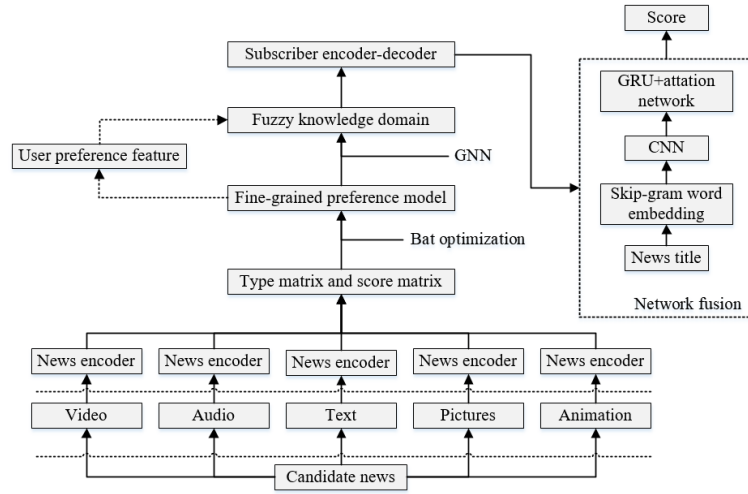 Score
Subscriber encoder-decoder
GRU+attation
network
Fuzzy knowledge domain
User preference feature
GNN
CNN
Fine-grained preference model
Skip-gram word
embedding
Bat optimization
News title
Type matrix and score matrix
Network fusion
News encoder
News encoder
News encoder
News encoder
News encoder
Video
Audio
Text
Pictures
Animation
Candidate news